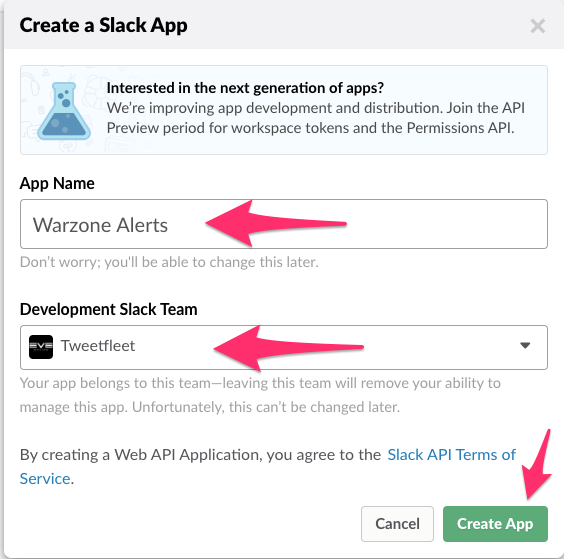 Create a Slack App
Interested in the next generation of apps?
We’re improving app development and distribution. Join the API
Preview period for workspace tokens and the Permissions API.
App Name
Warzone Alerts
Don’t worry; you'll be able to change this later.
Development Slack Team
EVE
Tweetfleet
Your app belongs to this team—leaving this team will remove your ability to
manage this app. Unfortunately, this can’t be changed later.
By creating a Web API Application, you agree to the Slack API Terms of
Service.
Cancel
Create App